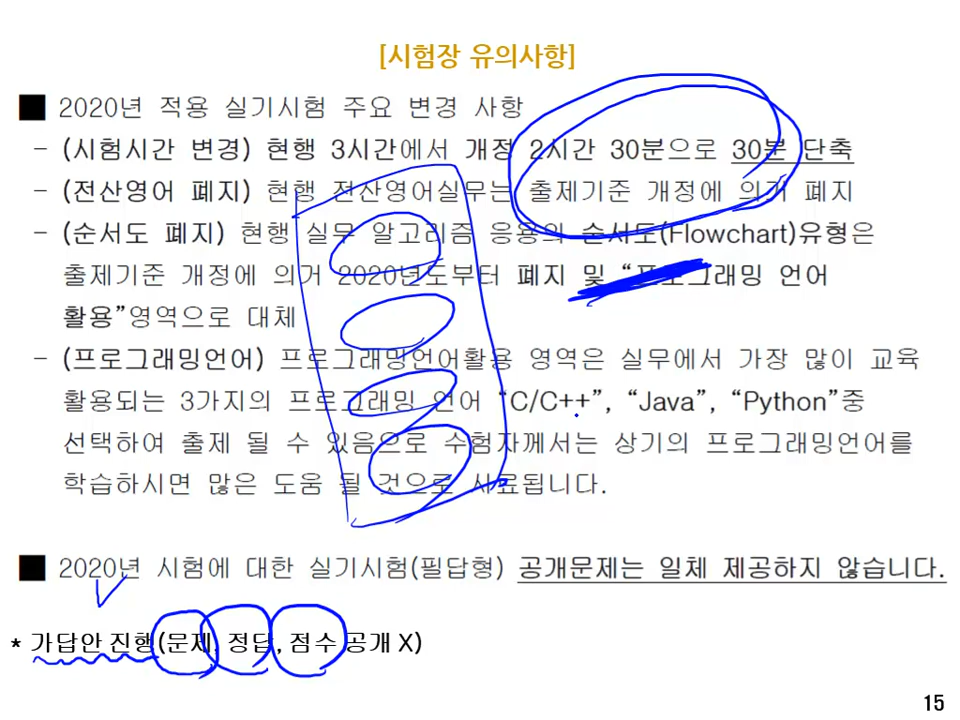 [시험장 유의사항]
■ 2020년 적용 실기시험 주요 변경 사항
- (시험시간 변경) 현행 3시간에서 개정 2시간 30분으로 30분 단축
- (전산영어 폐지) 현행 전산영어실무는 출제기준 개정에 의거 폐지
- (순서도 폐지) 현행 실무 알고리즘 응용의 순서도(Flowchart)유형은
출제기준 개정에 의거 2020년도부터 폐지 및 “프로그래밍 언어
활용”영역으로 대체
- (프로그래밍언어) 프로그래밍언어활용 영역은 실무에서 가장 많이 교육
활용되는 3가지의 프로그래밍 언어 “C/C++”, “Java”, “Python”중
선택하여 출제 될 수 있음으로 수험자께서는 상기의 프로그래밍언어를
학습하시면 많은 도움 될 것으로 사료됩니다.
■ 2020년 시험에 대한 실기시험(필답형) 공개문제는 일체 제공하지 않습니다.
* 가답안 진행(문제, 정답, 점수 공개 X)
15